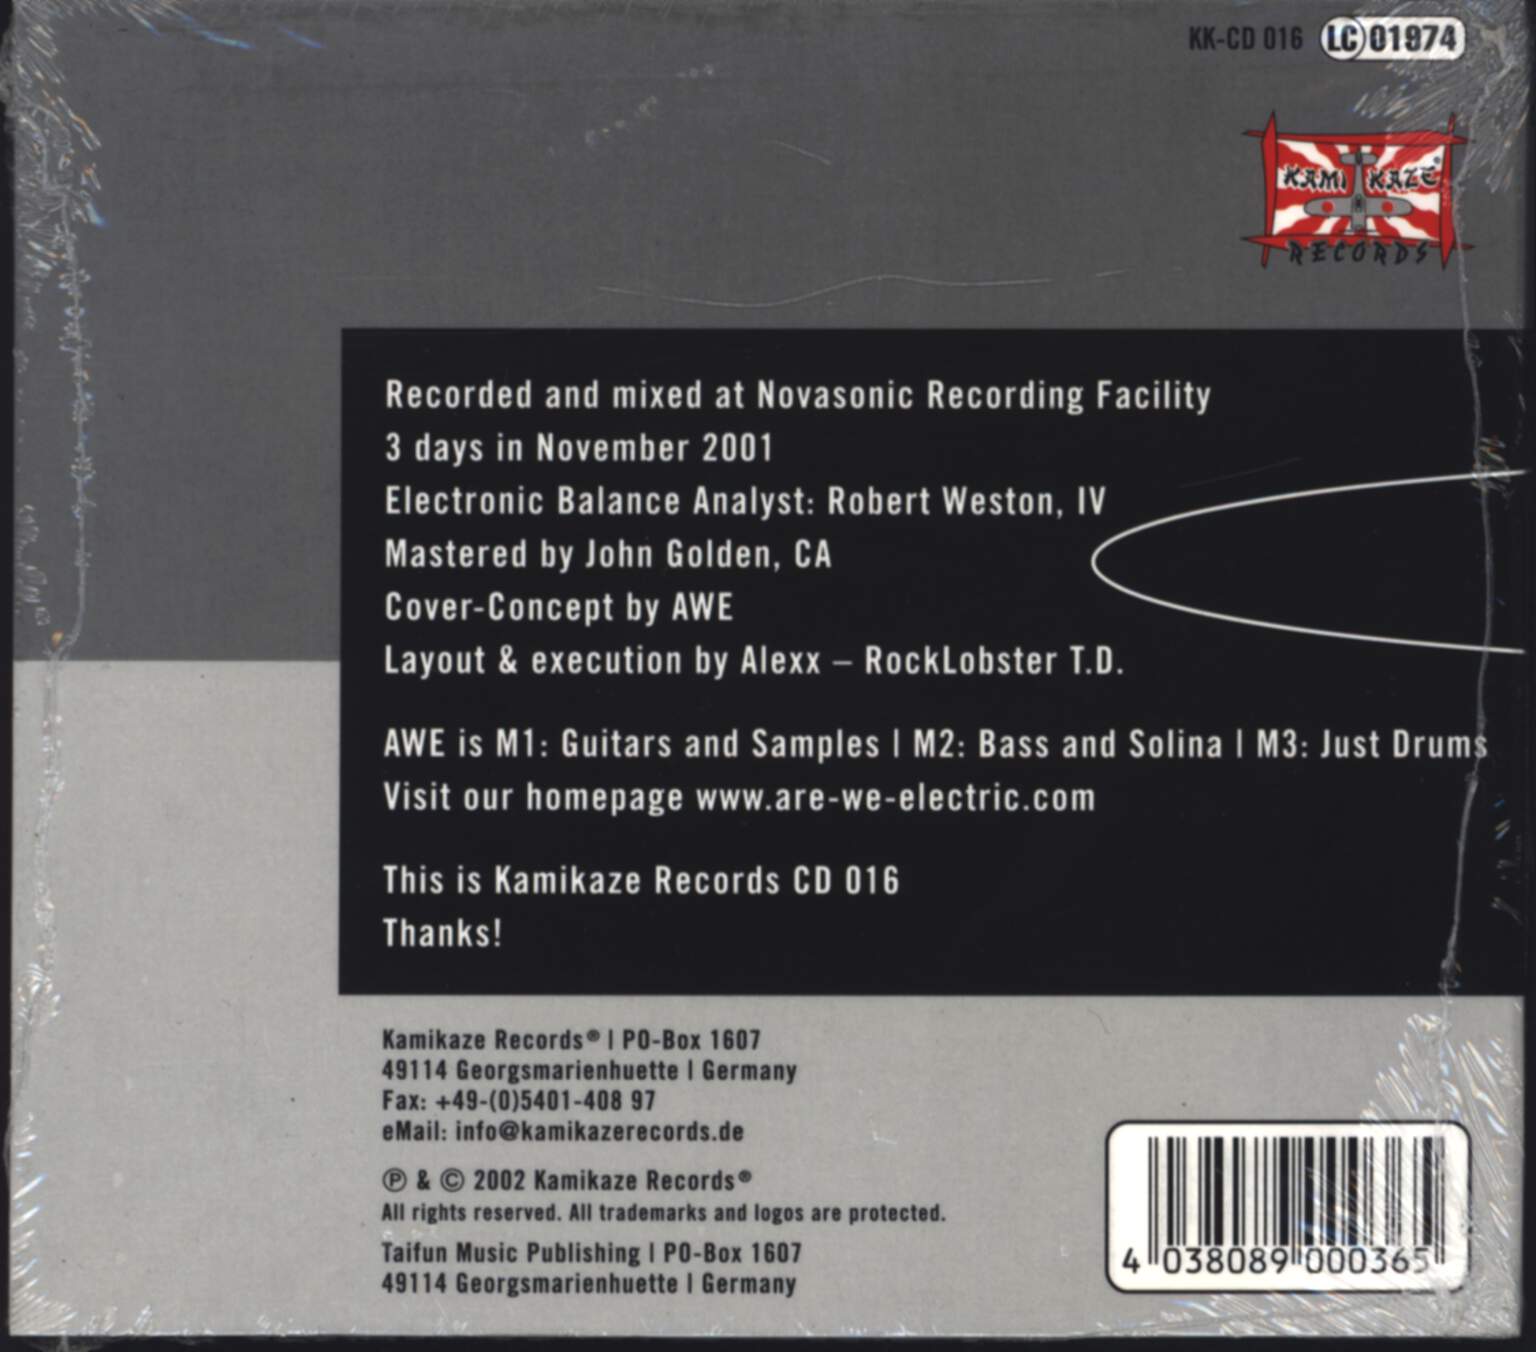 KK-CD 016 LC 01974
KAMIKAZE®
RECORDS
Recorded and mixed at Novasonic Recording Facility
3 days in November 2001
Electronic Balance Analyst: Robert Weston, IV
Mastered by John Golden, CA
Cover-Concept by AWE
Layout & execution by Alexx – RockLobster T.D.
AWE is M1: Guitars and Samples | M2: Bass and Solina | M3: Just Drums
Visit our homepage www.are-we-electric.com
This is Kamikaze Records CD 016
Thanks!
Kamikaze Records® | PO-Box 1607
49114 Georgsmarienhuette | Germany
Fax: +49-(0)5401-408 97
eMail: info@kamikazerecords.de
℗ & © 2002 Kamikaze Records®
All rights reserved. All trademarks and logos are protected.
Taifun Music Publishing | PO-Box 1607
49114 Georgsmarienhuette | Germany
4 038089 000365